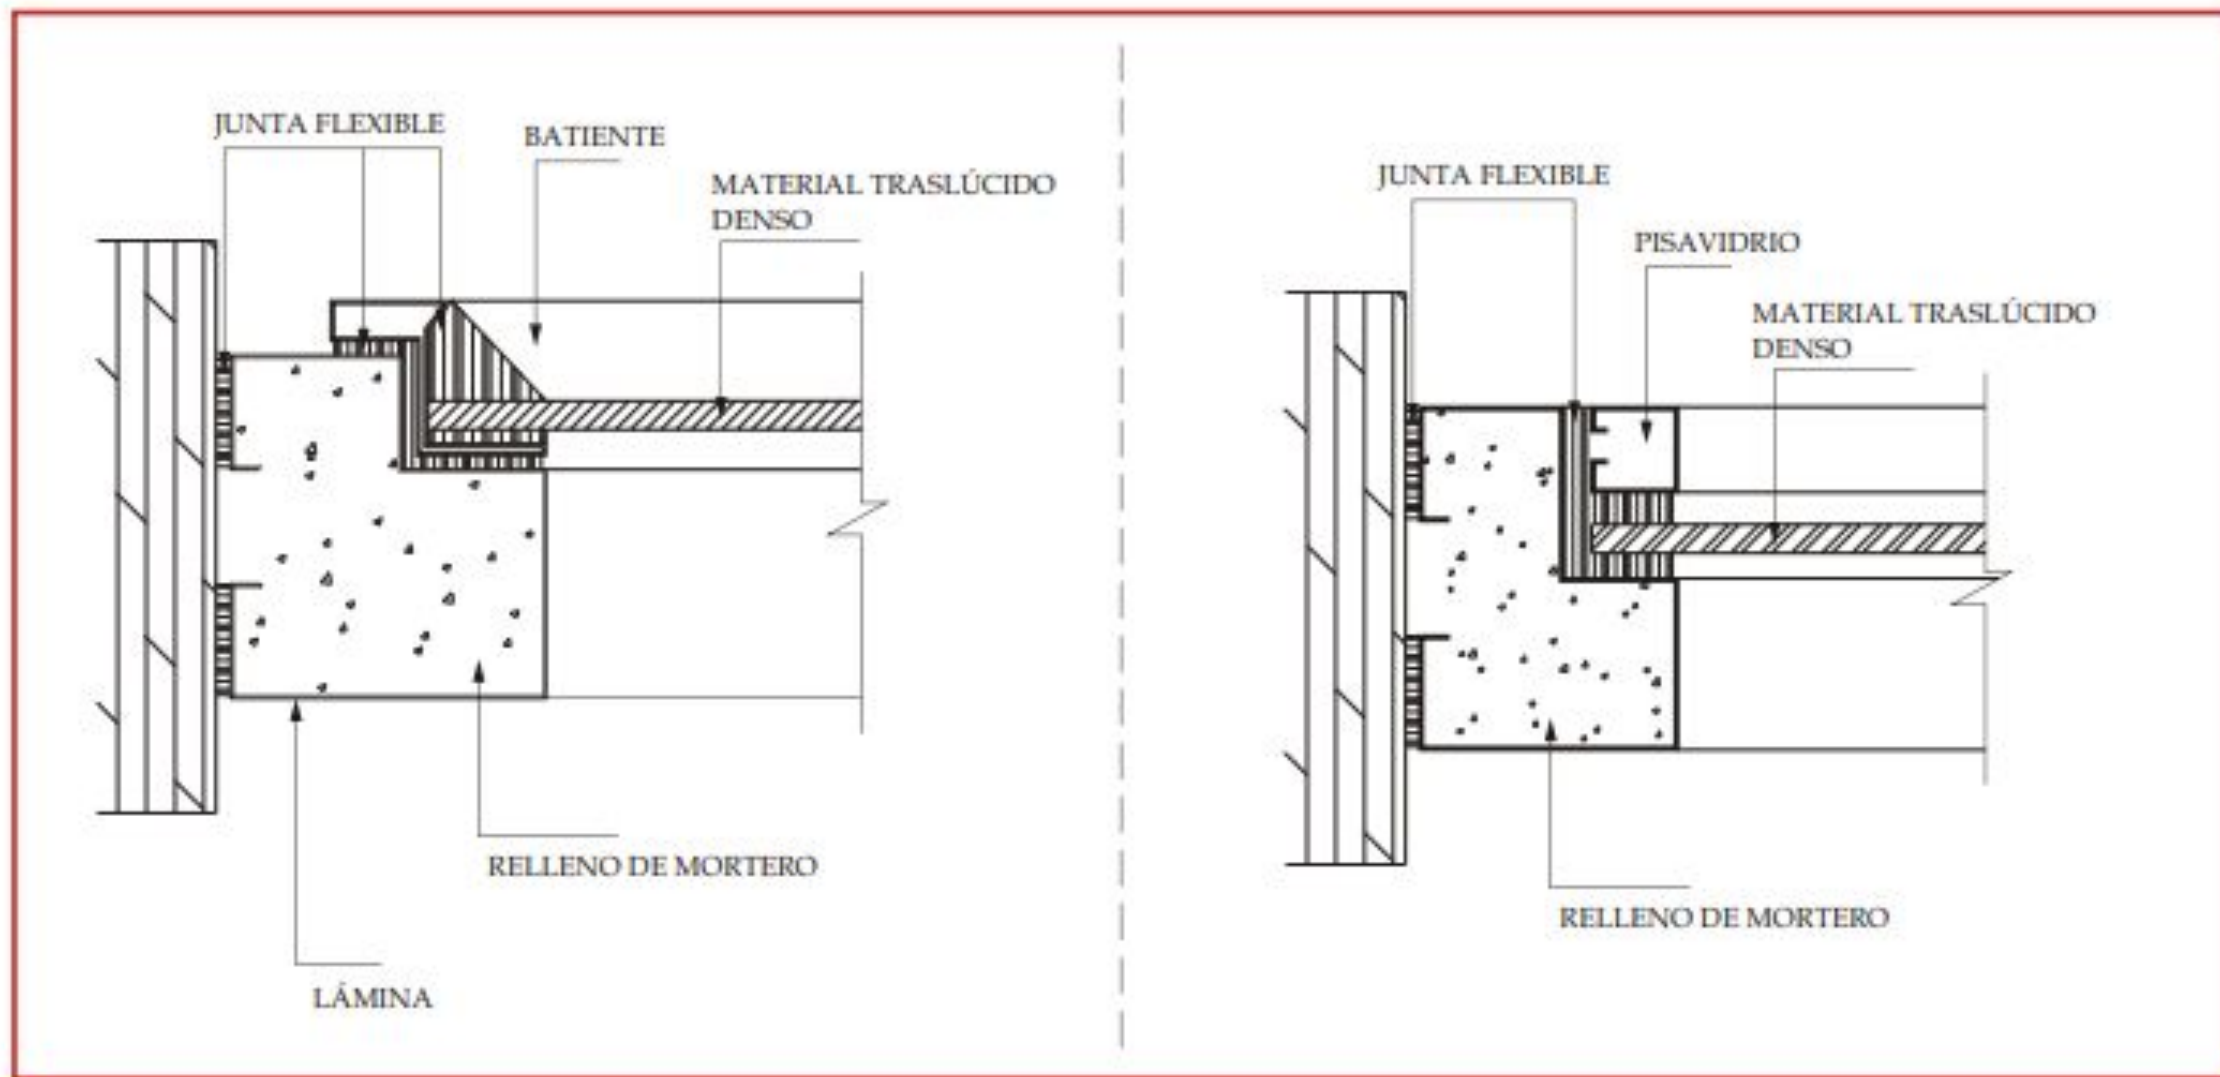 JUNTA FLEXIBLE
BATIENTE
MATERIAL TRASLÚCIDO
DENSO
RELLENO DE MORTERO
LÁMINA
JUNTA FLEXIBLE
PISAVIDRIO
MATERIAL TRASLÚCIDO
DENSO
RELLENO DE MORTERO